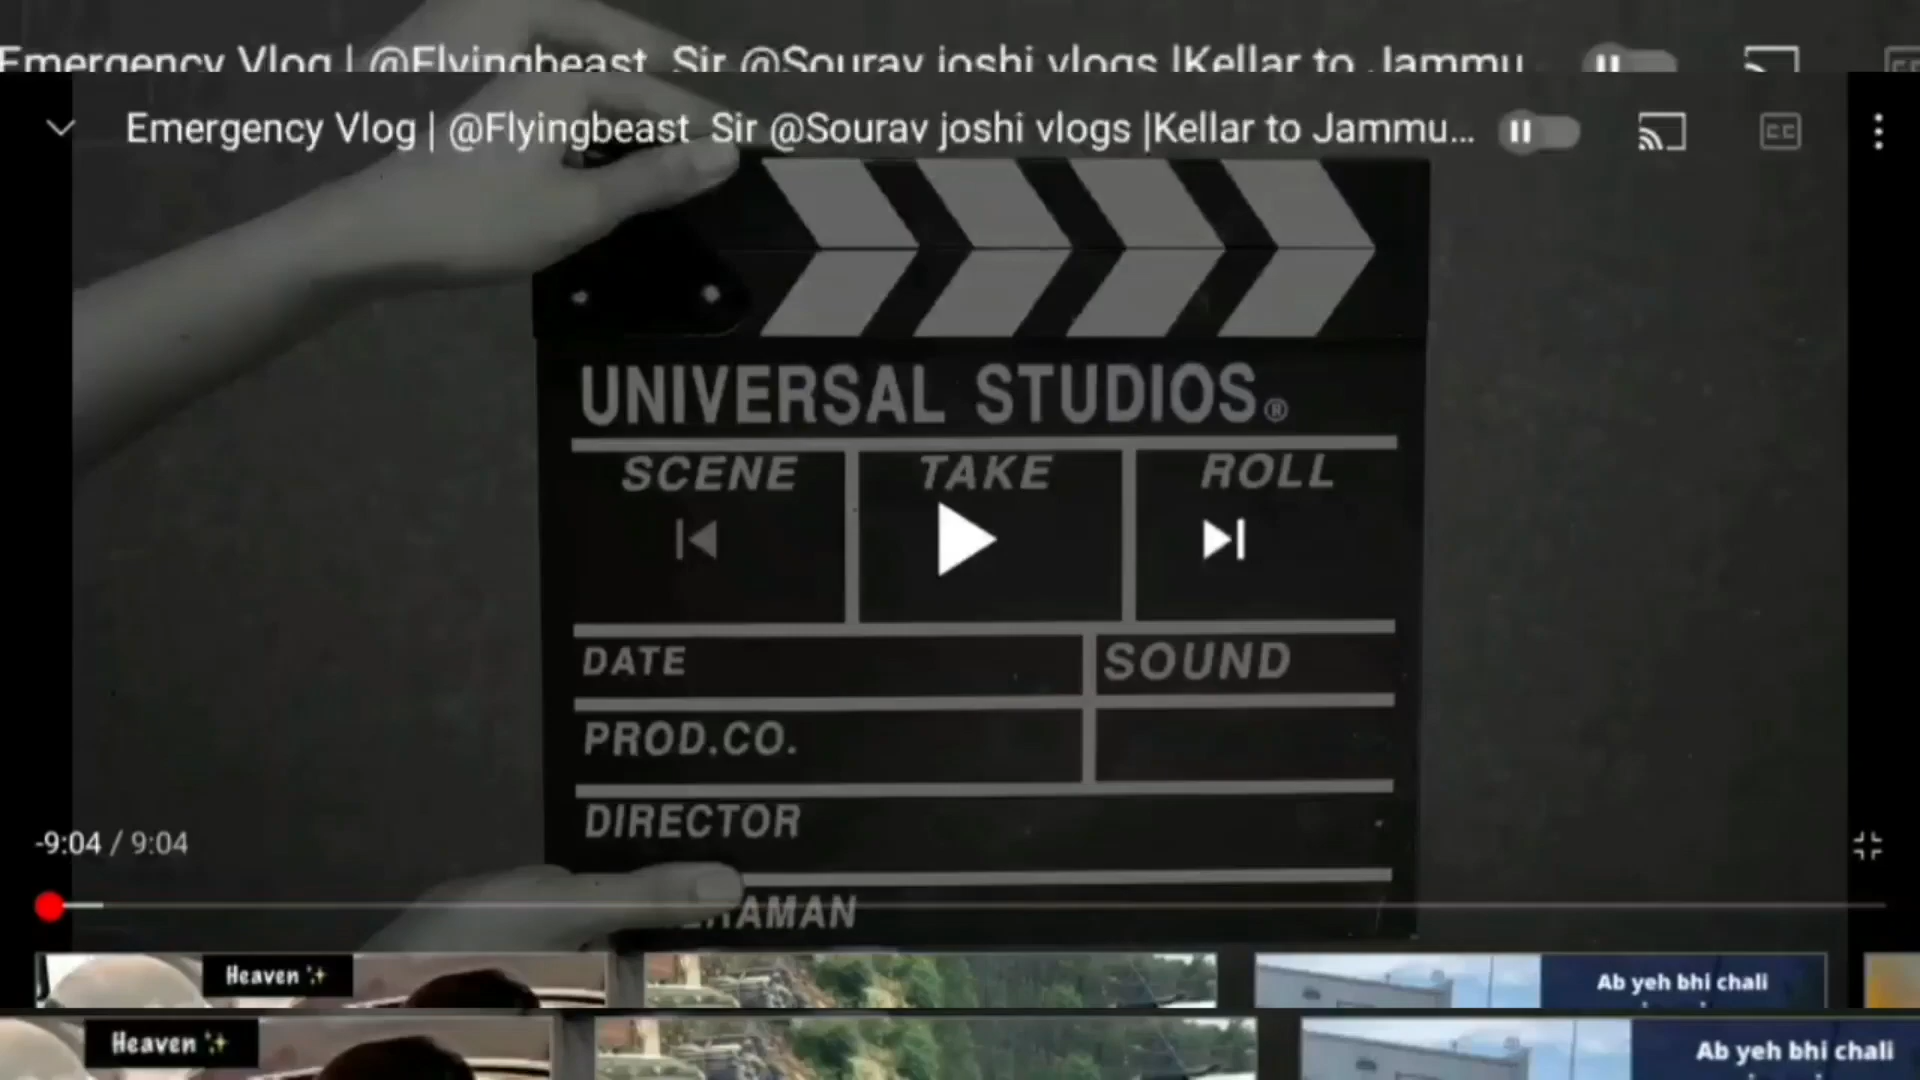 Emergency Vlog | @Flyingbeast Sir @Sourav joshi vlogs |Kellar to Jammu
Emergency Vlog | @Flyingbeast Sir @Sourav joshi vlogs |Kellar to Jammu...
CC
UNIVERSAL STUDIOS®
SCENE TAKE ROLL
DATE SOUND
PROD.CO.
DIRECTOR
-9:04 / 9:04
Heaven ✨ Ab yeh bhi chali
Heaven ✨ Ab yeh bhi chali